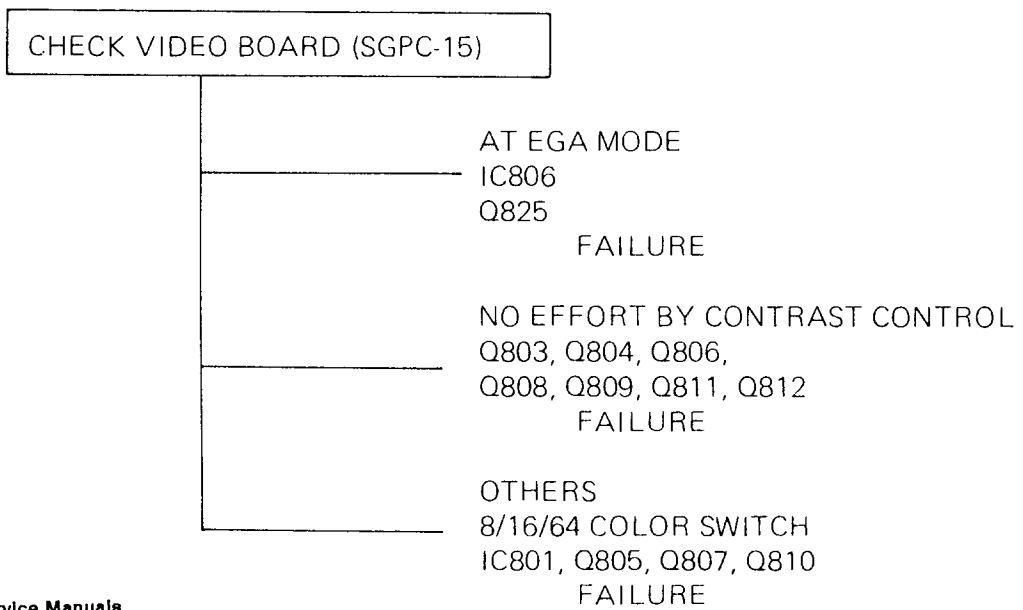 CHECK VIDEO BOARD (SGPC-15)
AT EGA MODE
IC806
Q825
FAILURE
NO EFFORT BY CONTRAST CONTROL
Q803, Q804, Q806,
Q808, Q809, Q811, Q812
FAILURE
OTHERS
8/16/64 COLOR SWITCH
IC801, Q805, Q807, Q810
FAILURE
Manuals